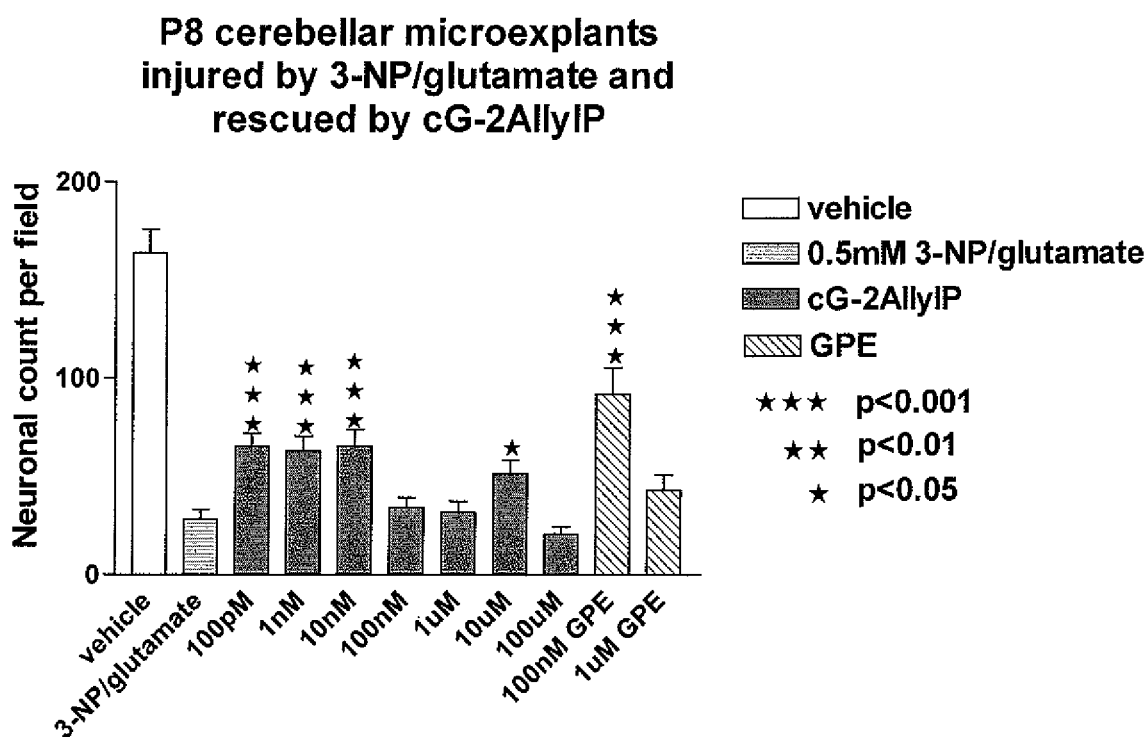 P8 cerebellar microexplants
injured by 3-NP/glutamate and
rescued by cG-2AllylP
Neuronal count per field
200
100
0
vehicle
3-NP/glutamate
100pM
1nM
10nM
100nM
1uM
10uM
100uM
100nM GPE
1uM GPE
vehicle
0.5mM 3-NP/glutamate
cG-2AllylP
GPE
★★★ p<0.001
★★ p<0.01
★ p<0.05